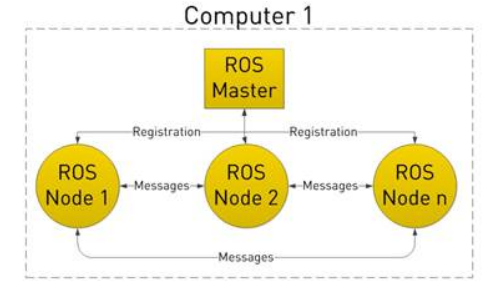 Computer 1
ROS
Master
Registration
Registration
ROS
Node 1
Messages
ROS
Node 2
Messages
ROS
Node n
Messages